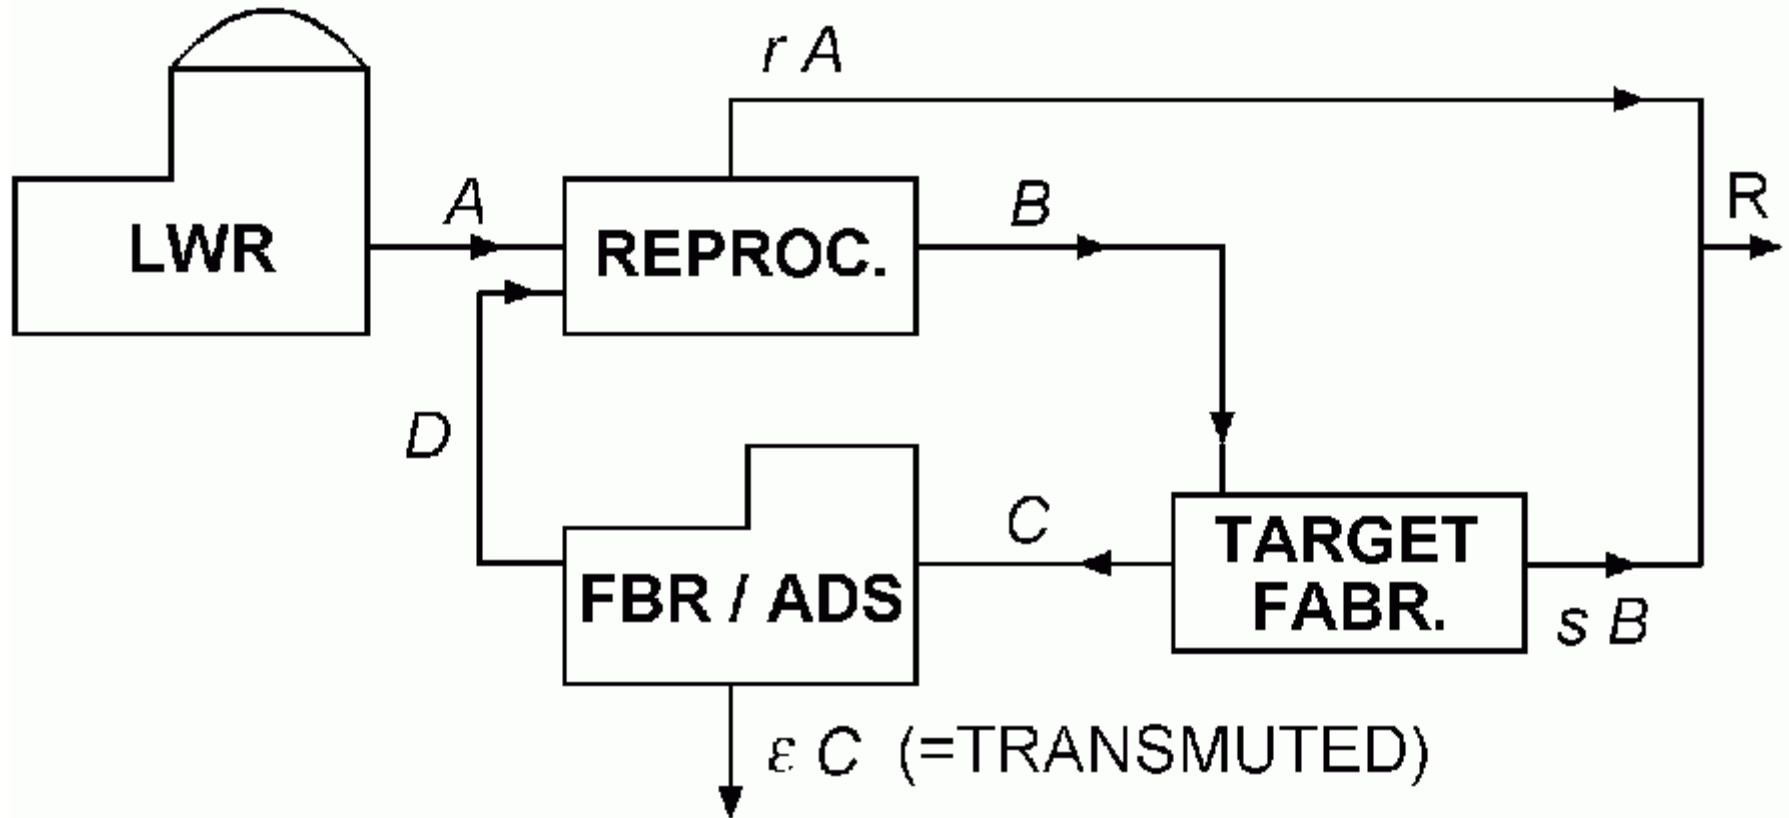 r A
A
B
R
LWR
REPROC.
D
C
TARGET
FABR.
FBR / ADS
s B
ε C (=TRANSMUTED)